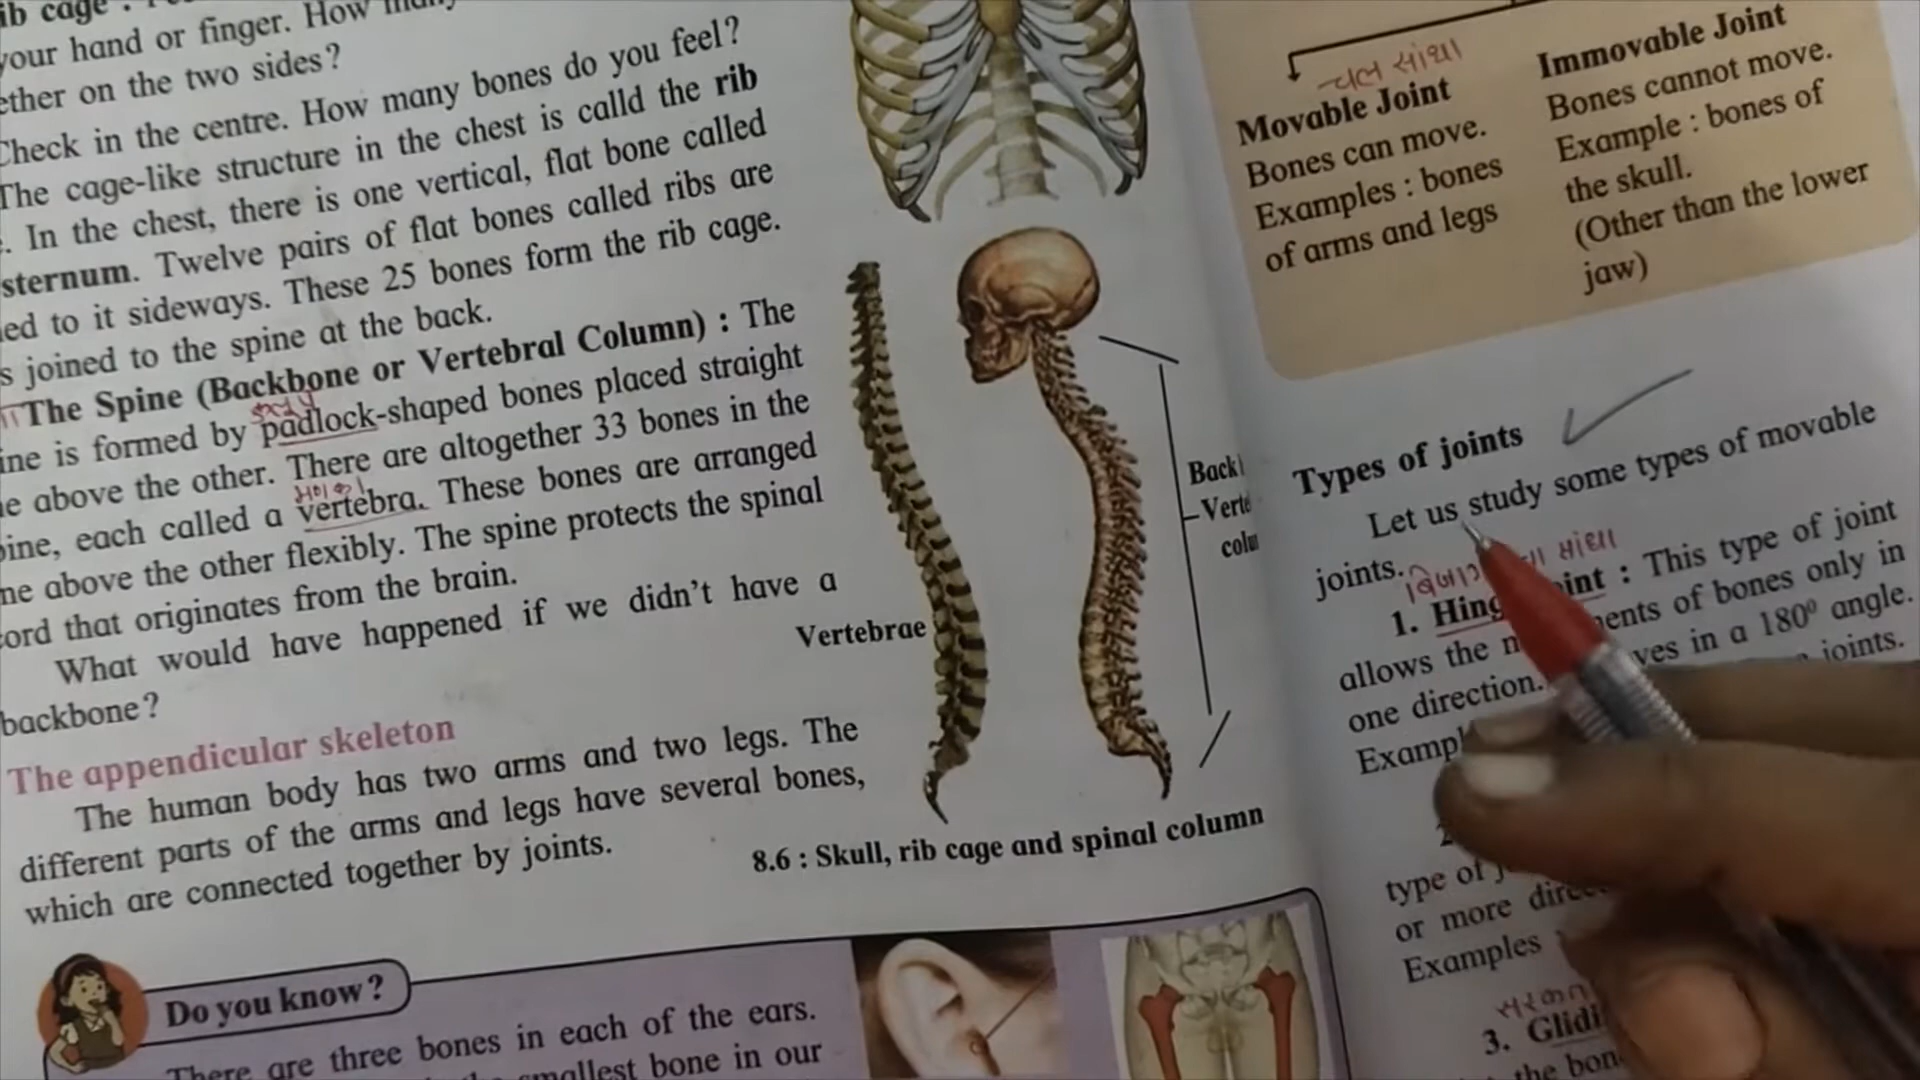 ib cage :
your hand or finger. How many
ether on the two sides?
Check in the centre. How many bones do you feel?
The cage-like structure in the chest is calld the rib
. In the chest, there is one vertical, flat bone called
sternum. Twelve pairs of flat bones called ribs are
ed to it sideways. These 25 bones form the rib cage.
s joined to the spine at the back.
The Spine (Backbone or Vertebral Column) : The
ine is formed by padlock-shaped bones placed straight
e above the other. There are altogether 33 bones in the
મણકા
pine, each called a vertebra. These bones are arranged
ne above the other flexibly. The spine protects the spinal
cord that originates from the brain.
What would have happened if we didn't have a
backbone?
The appendicular skeleton
The human body has two arms and two legs. The
different parts of the arms and legs have several bones,
which are connected together by joints.
Do you know?
There are three bones in each of the ears.
smallest bone in our
Vertebrae
Back
Verte
colu
8.6 : Skull, rib cage and spinal column
ચલ સાંધા
Movable Joint
Bones can move.
Examples : bones
of arms and legs
Immovable Joint
Bones cannot move.
Example : bones of
the skull.
(Other than the lower
jaw)
Types of joints
Let us study some types of movable
joints.
સાંધા
1. Hing oint : This type of joint
allows the m ents of bones only in
one direction. ves in a 180° angle.
Exampl joints.
type of j
or more direc
Examples
સરકતા
3. Glidi
the bon